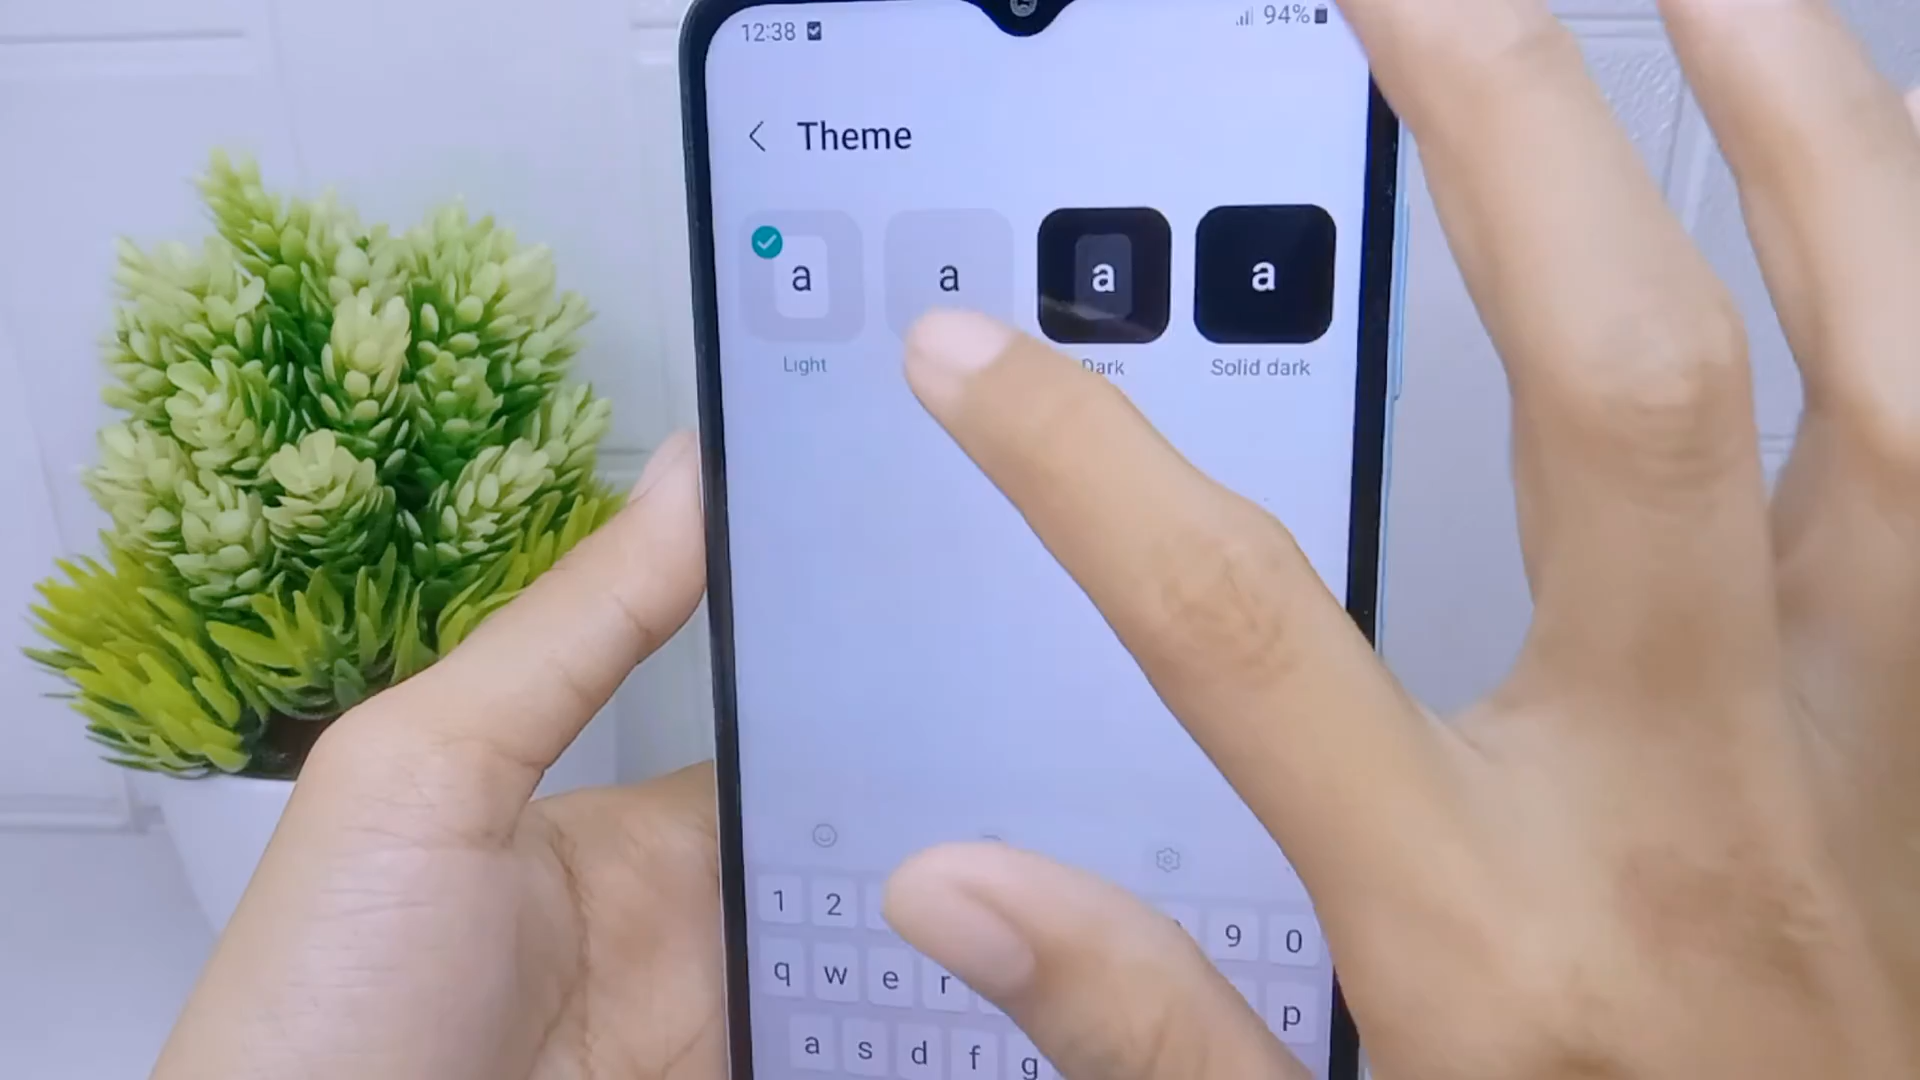 12:38 94%
Theme
a a a a
Light Dark Solid dark
1 2 9 0
q w e r p
a s d f g